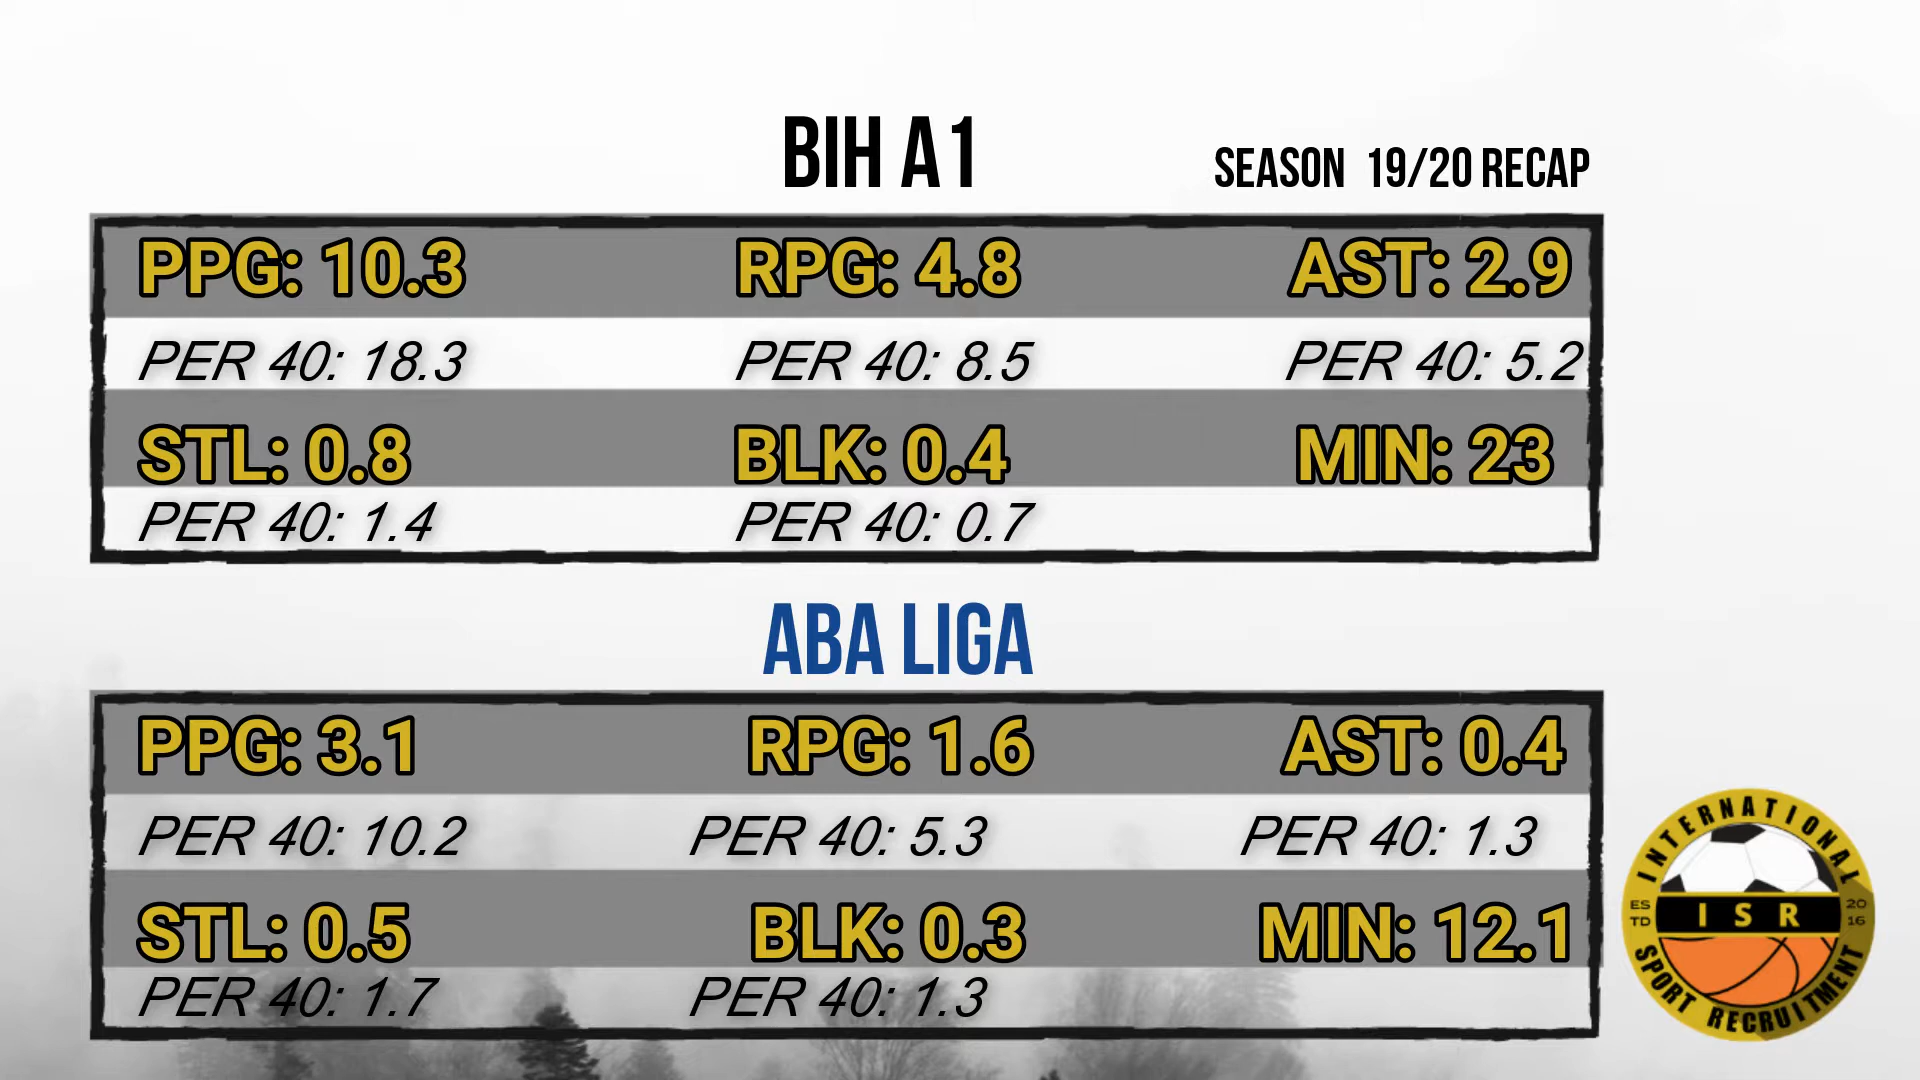 BIH A1
SEASON 19/20 RECAP
PPG: 10.3 RPG: 4.8 AST: 2.9
PER 40: 18.3 PER 40: 8.5 PER 40: 5.2
STL: 0.8 BLK: 0.4 MIN: 23
PER 40: 1.4 PER 40: 0.7
ABA LIGA
PPG: 3.1 RPG: 1.6 AST: 0.4
PER 40: 10.2 PER 40: 5.3 PER 40: 1.3
STL: 0.5 BLK: 0.3 MIN: 12.1
PER 40: 1.7 PER 40: 1.3
INTERNATIONAL
ES TD
ISR
20 16
SPORT RECRUITMENT